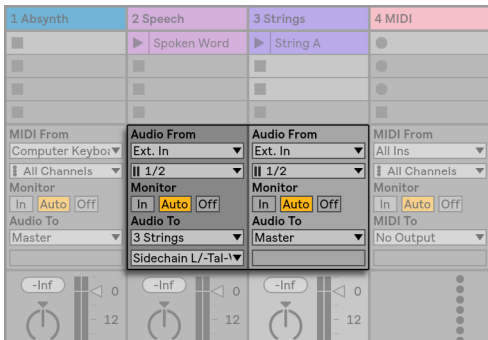 1 Absynth
2 Speech
3 Strings
4 MIDI
Spoken Word
String A
MIDI From
Audio From
Audio From
MIDI From
Ext. In
Ext. In
All Ins
All Channels
1/2
1/2
All Channels
Monitor
Monitor
Monitor
Monitor
In Auto Off
In Auto Off
In Auto Off
In Auto Off
Audio To
Audio To
Audio To
MIDI To
Master
3 Strings
Master
No Output
Sidechain L/-Tal-
-Inf
-Inf
-Inf
0
0
0
12
12
12